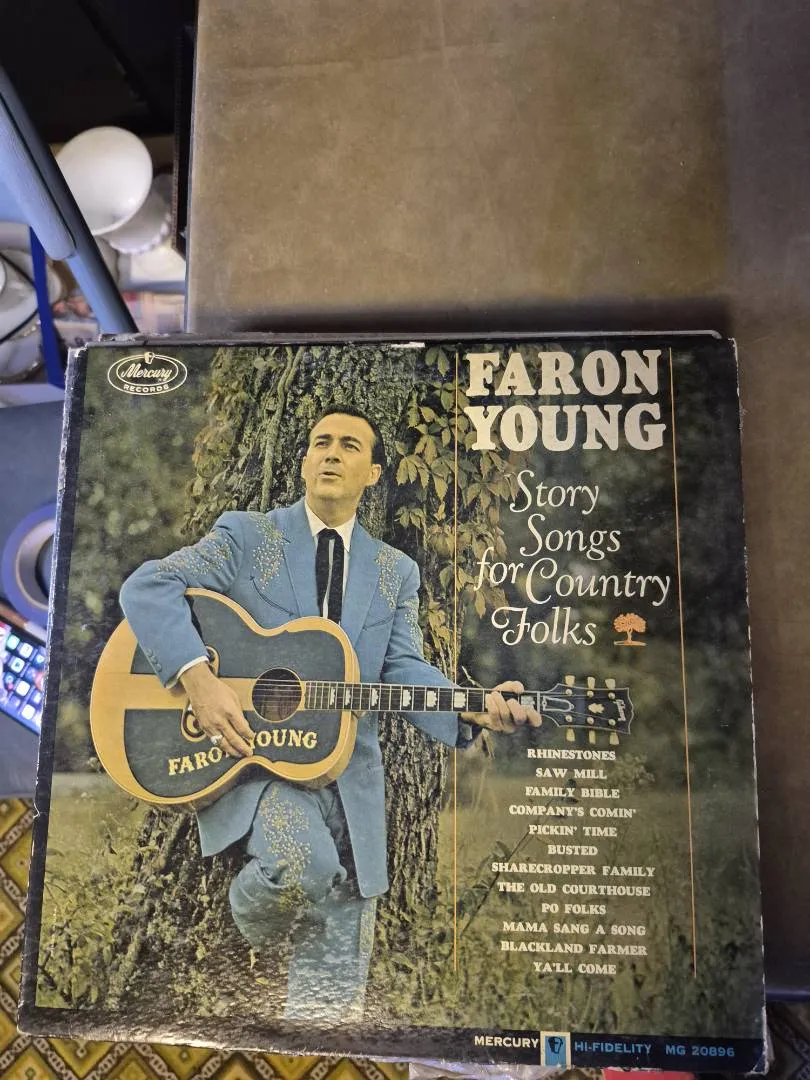 Mercury
RECORDS
FARON
YOUNG
Story
Songs
for Country
Folks
FARON YOUNG
Gibson
RHINESTONES
SAW MILL
FAMILY BIBLE
COMPANY'S COMIN'
PICKIN' TIME
BUSTED
SHARECROPPER FAMILY
THE OLD COURTHOUSE
PO FOLKS
MAMA SANG A SONG
BLACKLAND FARMER
YA'LL COME
MERCURY HI-FIDELITY MG 20896